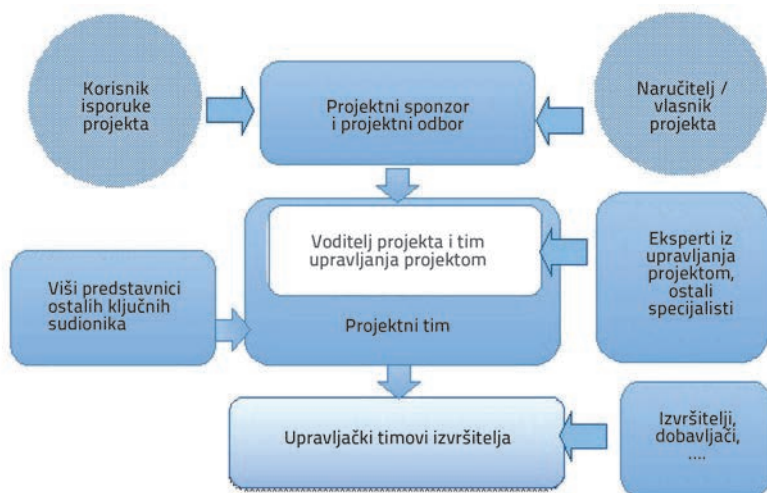 Korisnik
isporuke
projekta
Projektni sponzor
i projektni odbor
Naručitelj /
vlasnik
projekta
Voditelj projekta i tim
upravljanja projektom
Eksperti iz
upravljanja
projektom,
ostali
specijalisti
Viši predstavnici
ostalih ključnih
sudionika
Projektni tim
Upravljački timovi izvršitelja
Izvršitelji,
dobavljači,
....